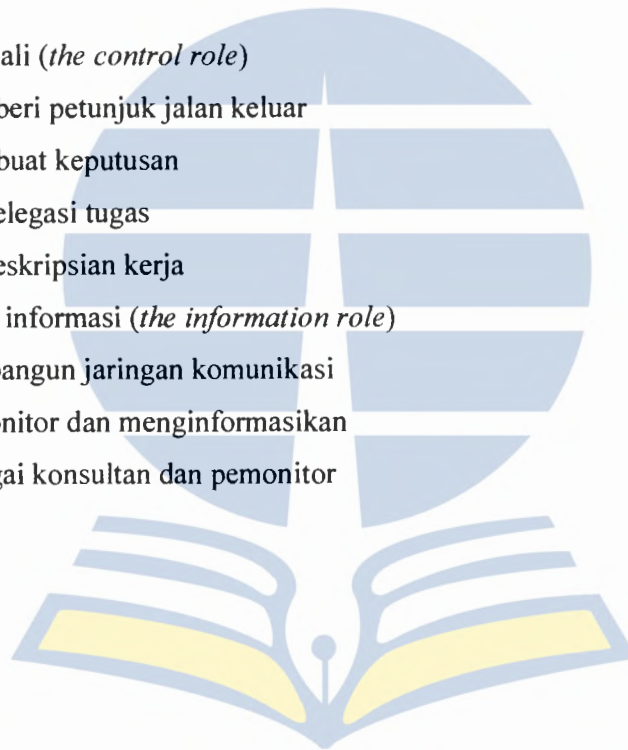 ali (the control role)
beri petunjuk jalan keluar
buat keputusan
elegasi tugas
eskripsian kerja
informasi (the information role)
bangun jaringan komunikasi
nitor dan menginformasikan
gai konsultan dan pemonitor